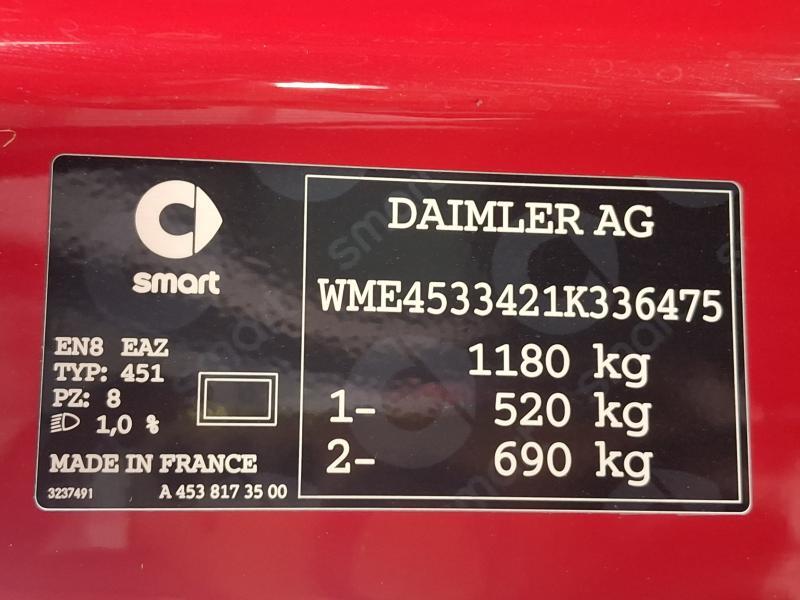 smart
EN8 EAZ
TYP: 451
PZ: 8
1,0 %
MADE IN FRANCE
3237491 A 453 817 35 00
DAIMLER AG
WME4533421K336475
1180 kg
1- 520 kg
2- 690 kg